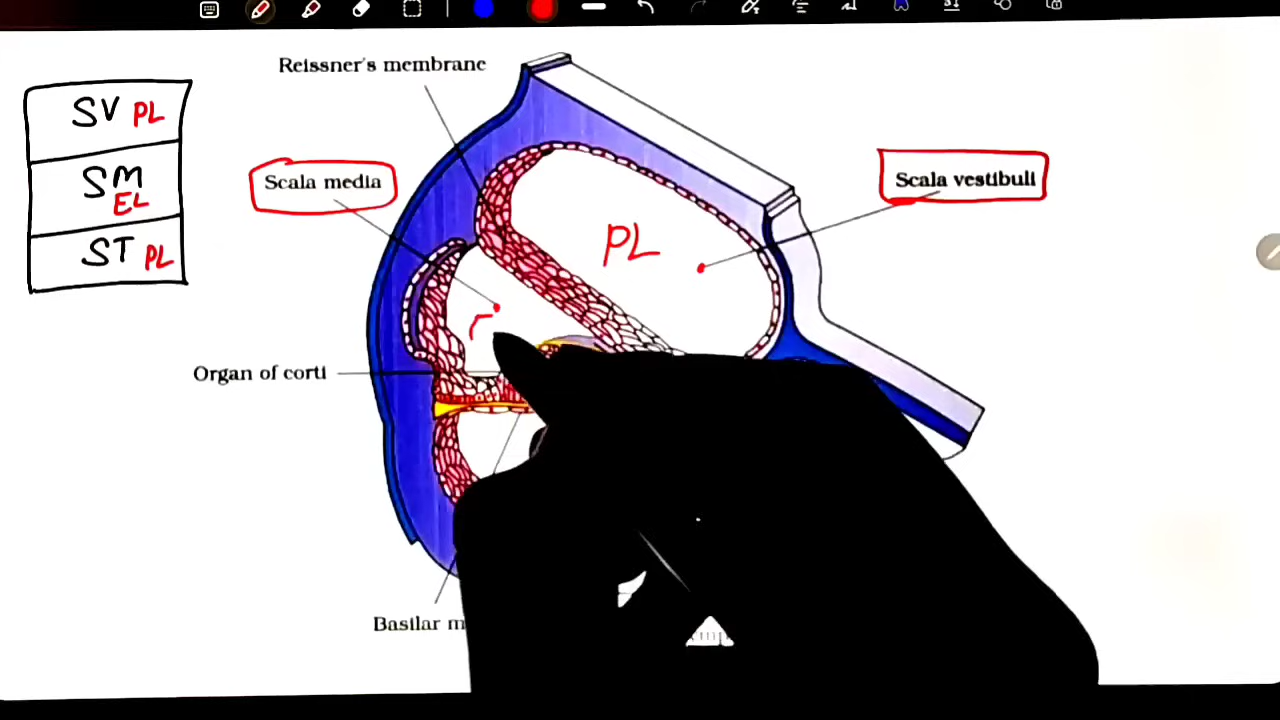 SV PL
SM
EL
ST PL
Reissner's membrane
Scala media
Scala vestibuli
PL
Organ of corti
Basilar